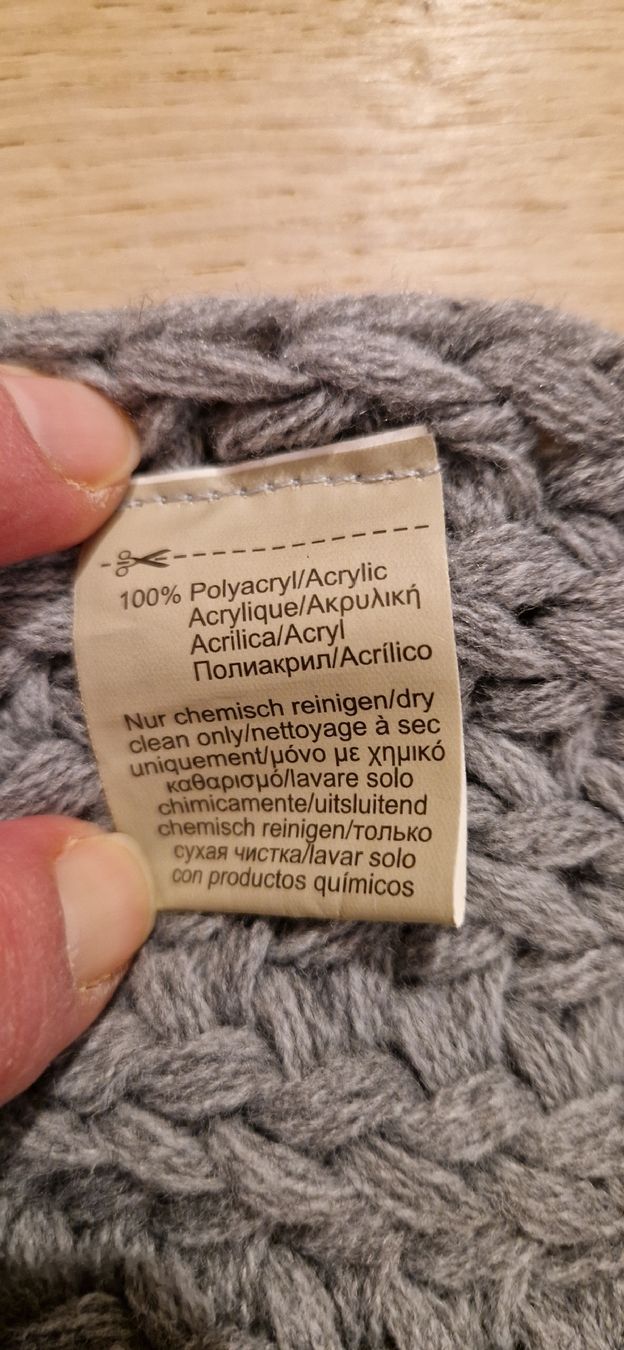 100% Polyacryl/Acrylic
Acrylique/Ακρυλική
Acrilica/Acryl
Полиакрил/Acrílico
Nur chemisch reinigen/dry
clean only/nettoyage à sec
uniquement/μόνο με χημικό
καθαρισμό/lavare solo
chimicamente/uitsluitend
chemisch reinigen/только
сухая чистка/lavar solo
con productos químicos